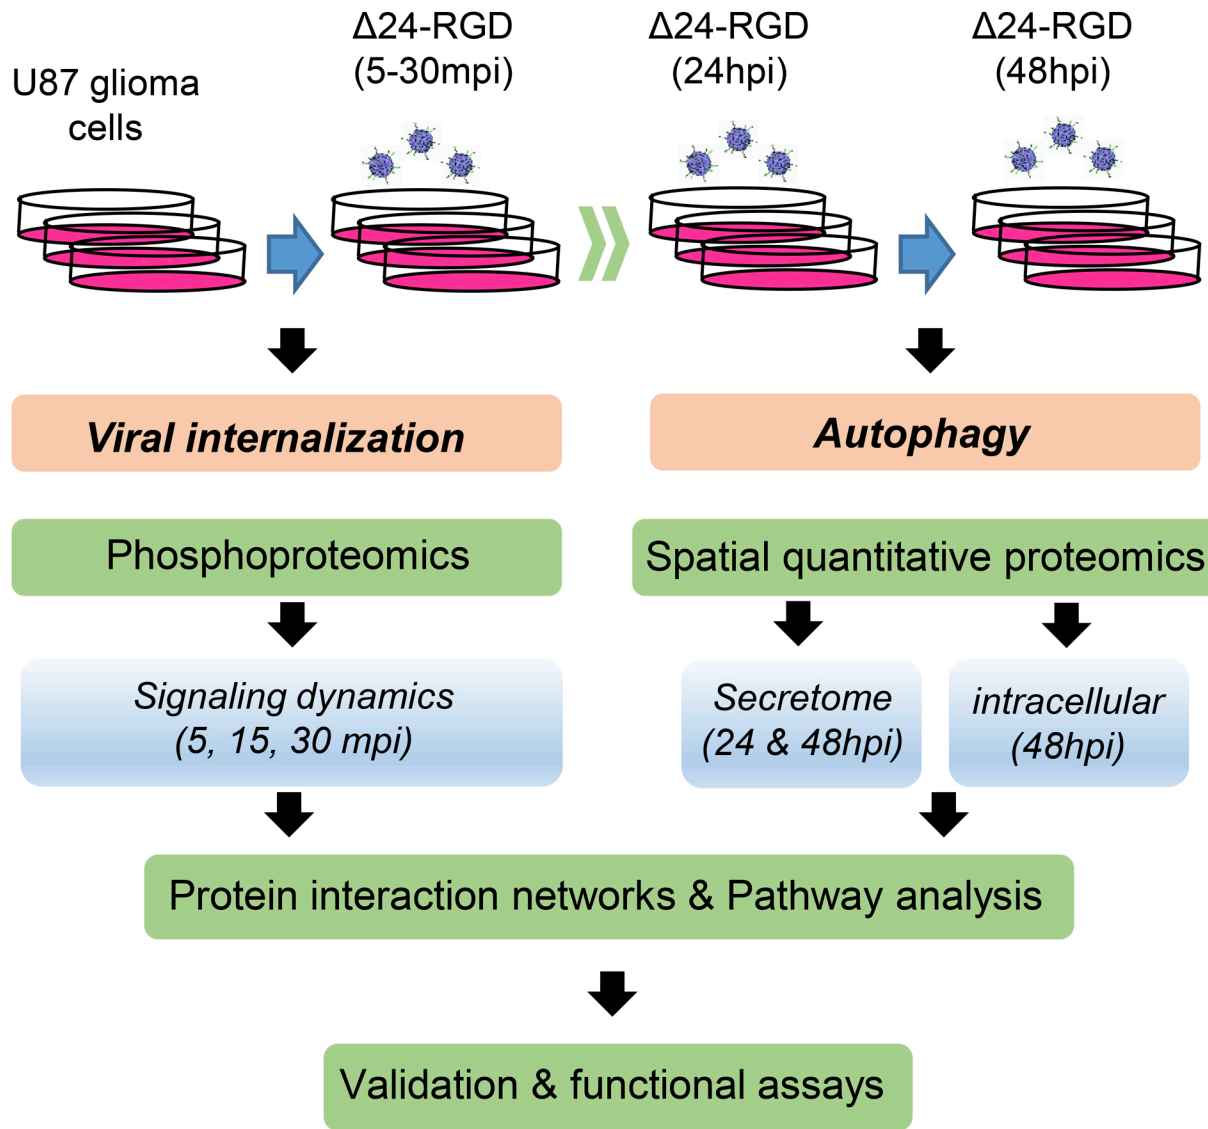 U87 glioma
cells
Δ24-RGD
(5-30mpi)
Δ24-RGD
(24hpi)
Δ24-RGD
(48hpi)
Viral internalization
Autophagy
Phosphoproteomics
Spatial quantitative proteomics
Signaling dynamics
(5, 15, 30 mpi)
Secretome
(24 & 48hpi)
intracellular
(48hpi)
Protein interaction networks & Pathway analysis
Validation & functional assays